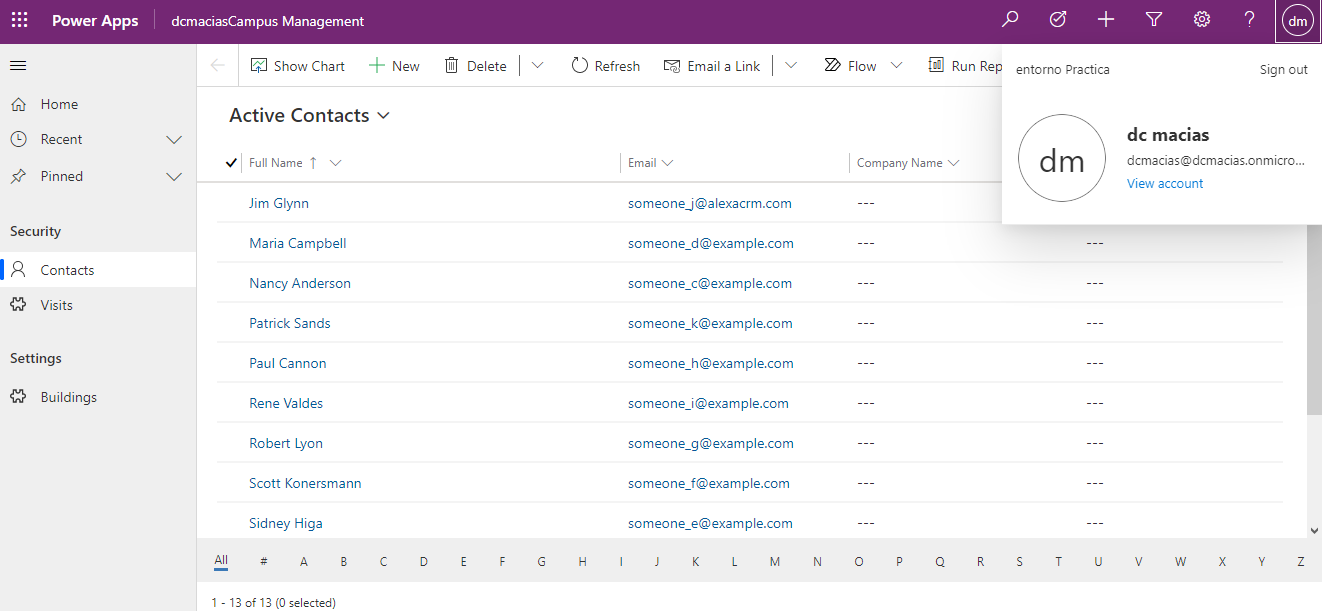 Power Apps dcmaciasCampus Management ? dm
Show Chart New Delete Refresh Email a Link Flow Run Rep
entorno Practica Sign out
dm
dc macias
dcmacias@dcmacias.onmicro...
View account
Home
Recent
Pinned
Security
Contacts
Visits
Settings
Buildings
Active Contacts
Full Name ↑ Email Company Name
Jim Glynn someone_j@alexacrm.com ---
Maria Campbell someone_d@example.com --- ---
Nancy Anderson someone_c@example.com --- ---
Patrick Sands someone_k@example.com --- ---
Paul Cannon someone_h@example.com --- ---
Rene Valdes someone_i@example.com --- ---
Robert Lyon someone_g@example.com --- ---
Scott Konersmann someone_f@example.com --- ---
Sidney Higa someone_e@example.com --- ---
All # A B C D E F G H I J K L M N O P Q R S T U V W X Y Z
1 - 13 of 13 (0 selected)